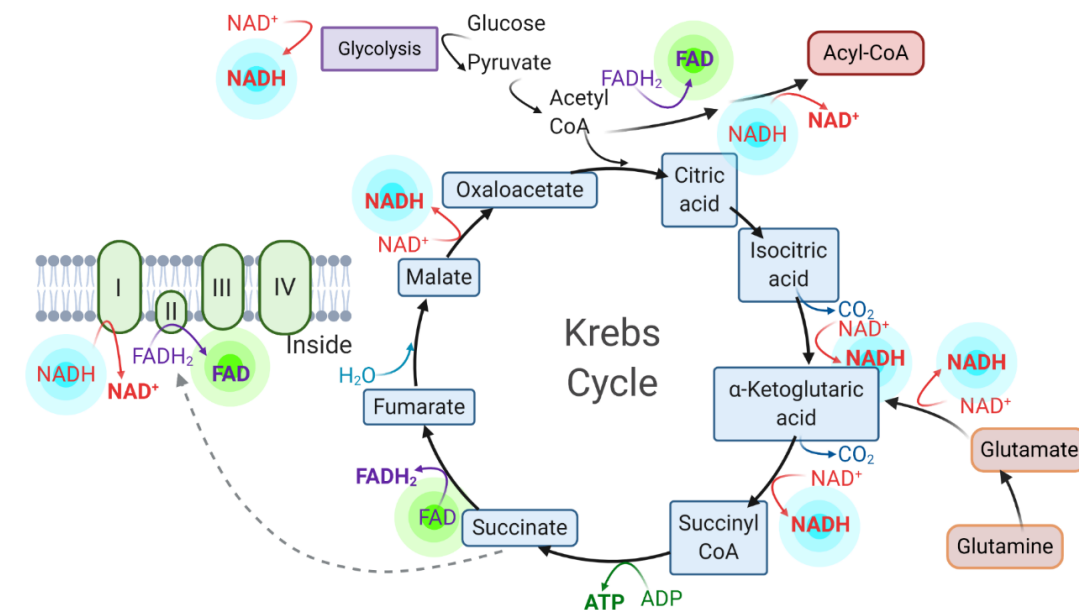 NAD⁺
NADH
Glycolysis
Glucose
Pyruvate
Acetyl
CoA
FADH₂
FAD
Acyl-CoA
NADH
NAD⁺
Oxaloacetate
Citric
acid
Isocitric
acid
CO₂
NAD⁺
NADH
α-Ketoglutaric
acid
NADH
NAD⁺
Glutamate
Glutamine
CO₂
NAD⁺
NADH
Succinyl
CoA
ATP
ADP
Succinate
FAD
FADH₂
Fumarate
H₂O
Malate
NAD⁺
NADH
Krebs
Cycle
I
II
III
IV
Inside
NADH
NAD⁺
FADH₂
FAD